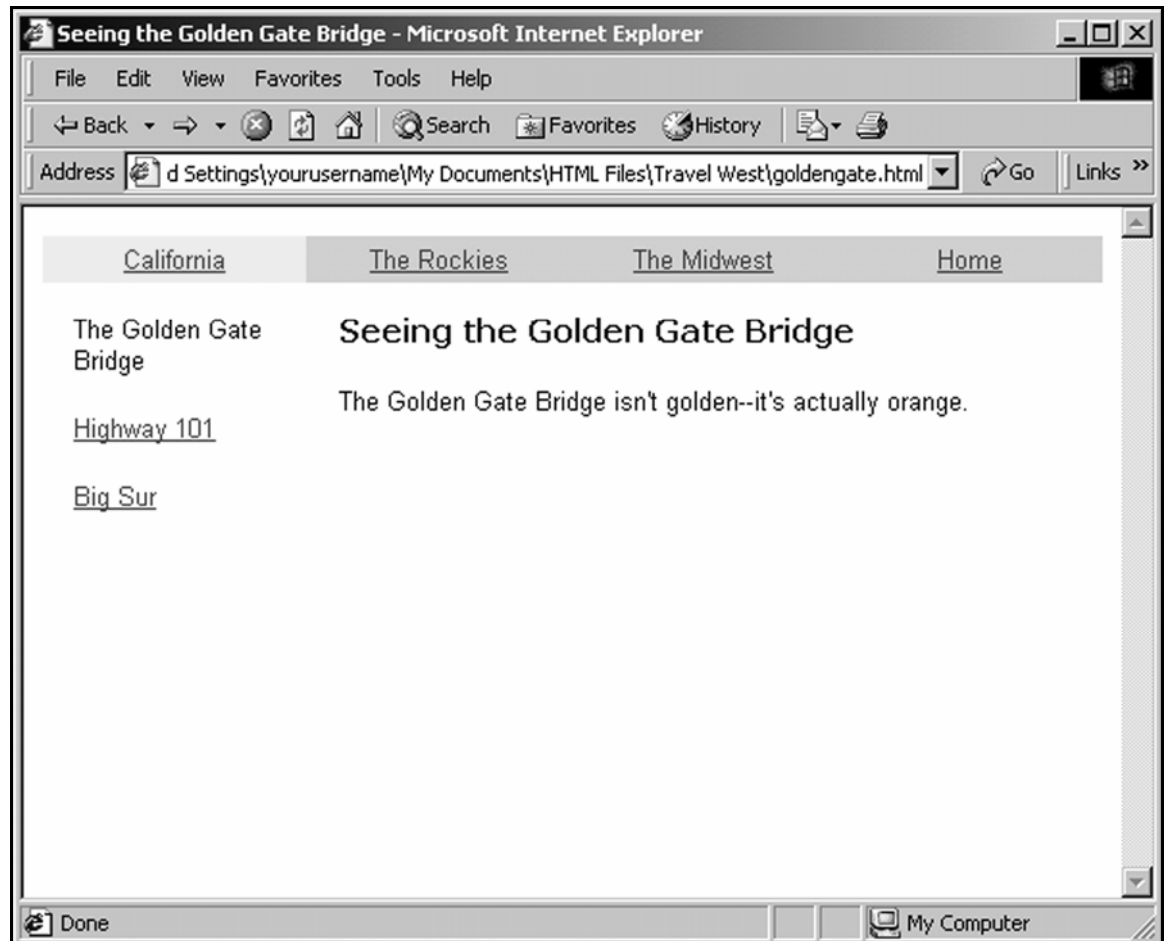 Seeing the Golden Gate Bridge - Microsoft Internet Explorer
File Edit View Favorites Tools Help
Back Search Favorites History
Address d Settings\yourusername\My Documents\HTML Files\Travel West\goldengate.html Go Links »
California The Rockies The Midwest Home
The Golden Gate
Bridge
Highway 101
Big Sur
Seeing the Golden Gate Bridge
The Golden Gate Bridge isn't golden--it's actually orange.
Done My Computer